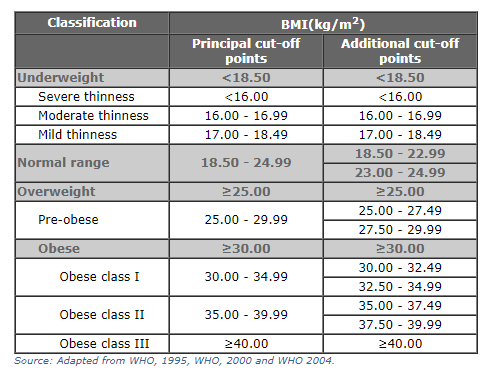 Classification BMI(kg/m²)
Principal cut-off points Additional cut-off points
Underweight <18.50 <18.50
Severe thinness <16.00 <16.00
Moderate thinness 16.00 - 16.99 16.00 - 16.99
Mild thinness 17.00 - 18.49 17.00 - 18.49
Normal range 18.50 - 24.99 18.50 - 22.99
23.00 - 24.99
Overweight ≥25.00 ≥25.00
Pre-obese 25.00 - 29.99 25.00 - 27.49
27.50 - 29.99
Obese ≥30.00 ≥30.00
Obese class I 30.00 - 34.99 30.00 - 32.49
32.50 - 34.99
Obese class II 35.00 - 39.99 35.00 - 37.49
37.50 - 39.99
Obese class III ≥40.00 ≥40.00
Source: Adapted from WHO, 1995, WHO, 2000 and WHO 2004.